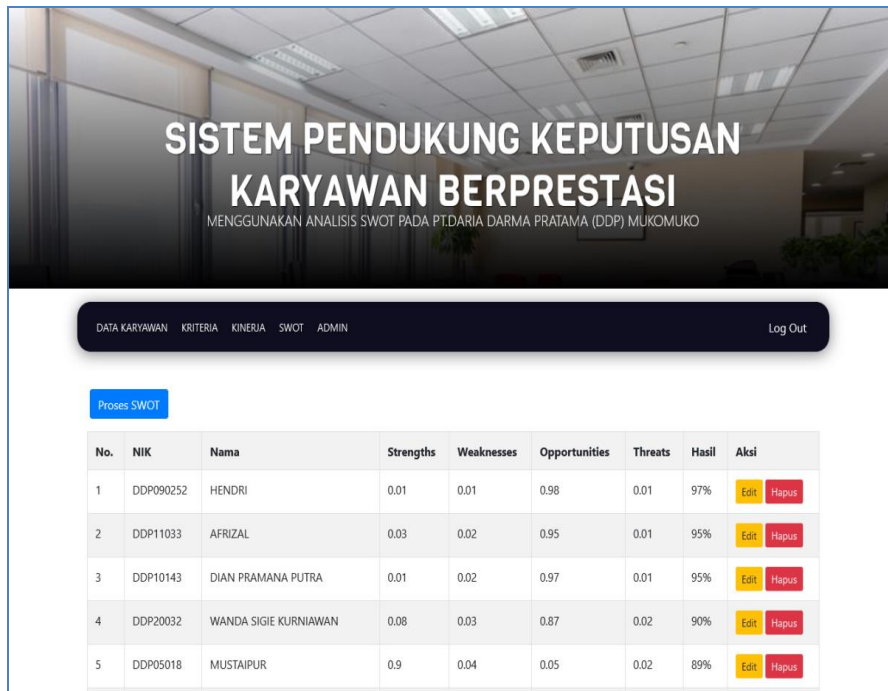 SISTEM PENDUKUNG KEPUTUSAN
KARYAWAN BERPRESTASI
MENGGUNAKAN ANALISIS SWOT PADA PT.DARIA DARMA PRATAMA (DDP) MUKOMUKO
DATA KARYAWAN KRITERIA KINERJA SWOT ADMIN Log Out
Proses SWOT
No. NIK Nama Strengths Weaknesses Opportunities Threats Hasil Aksi
1 DDP090252 HENDRI 0.01 0.01 0.98 0.01 97% Edit Hapus
2 DDP11033 AFRIZAL 0.03 0.02 0.95 0.01 95% Edit Hapus
3 DDP10143 DIAN PRAMANA PUTRA 0.01 0.02 0.97 0.01 95% Edit Hapus
4 DDP20032 WANDA SIGIE KURNIAWAN 0.08 0.03 0.87 0.02 90% Edit Hapus
5 DDP05018 MUSTAIPUR 0.9 0.04 0.05 0.02 89% Edit Hapus